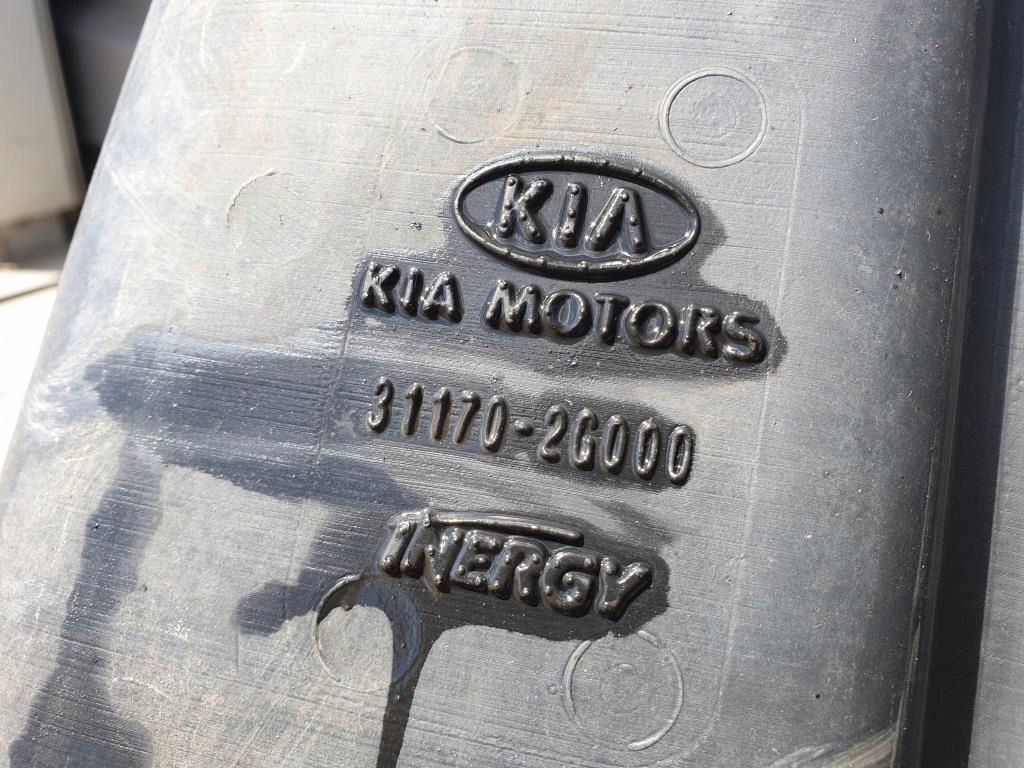 KIA
KIA MOTORS
31170-2G000
INERGY